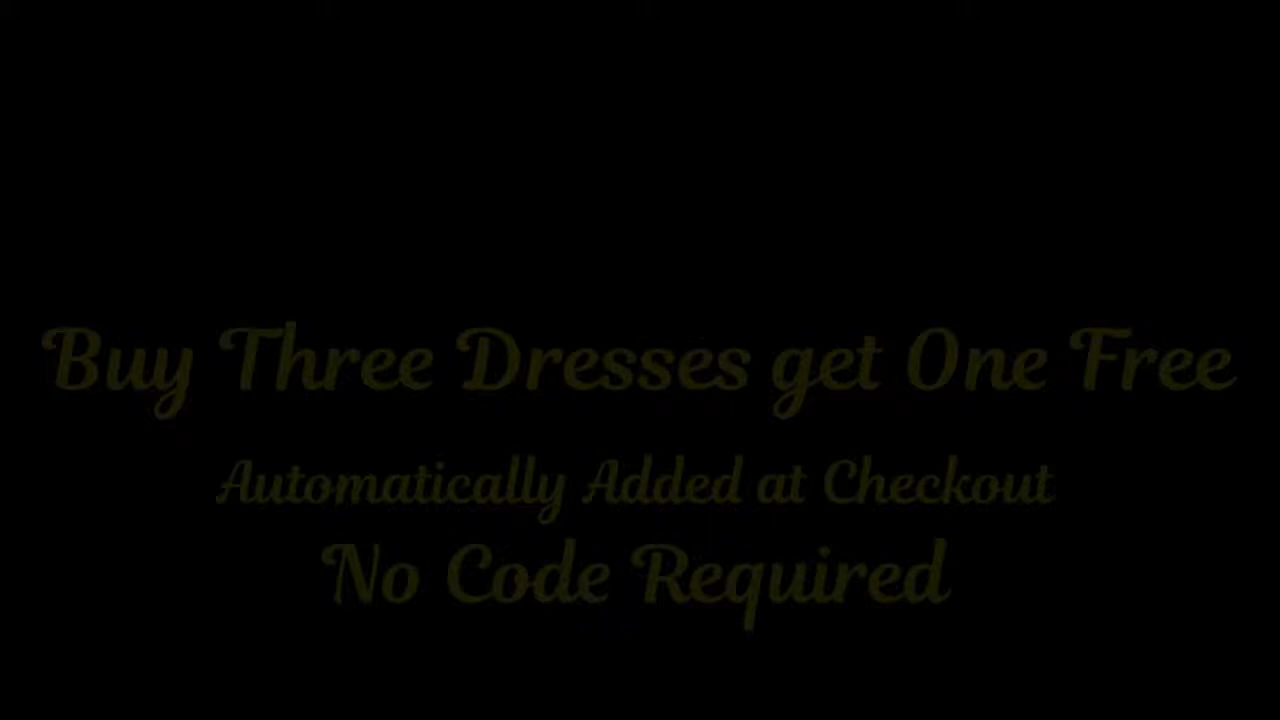 Buy Three Dresses get One Free
Automatically Added at Checkout
No Code Required